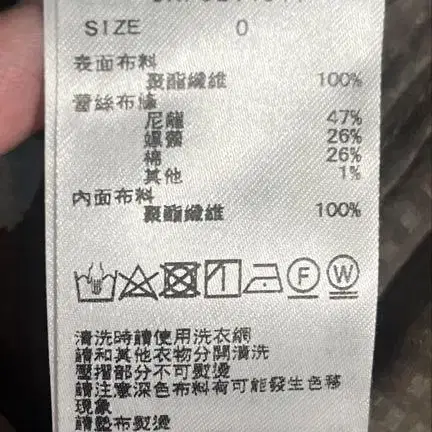 SIZE 0
表面布料
聚酯纖維 100%
蕾絲布條
尼龍 47%
嫘縈 26%
棉 26%
其他 1%
內面布料
聚酯纖維 100%
F W
清洗時請使用洗衣網
請和其他衣物分開清洗
壓摺部分不可熨燙
請注意深色布料有可能發生色移
現象
請墊布熨燙